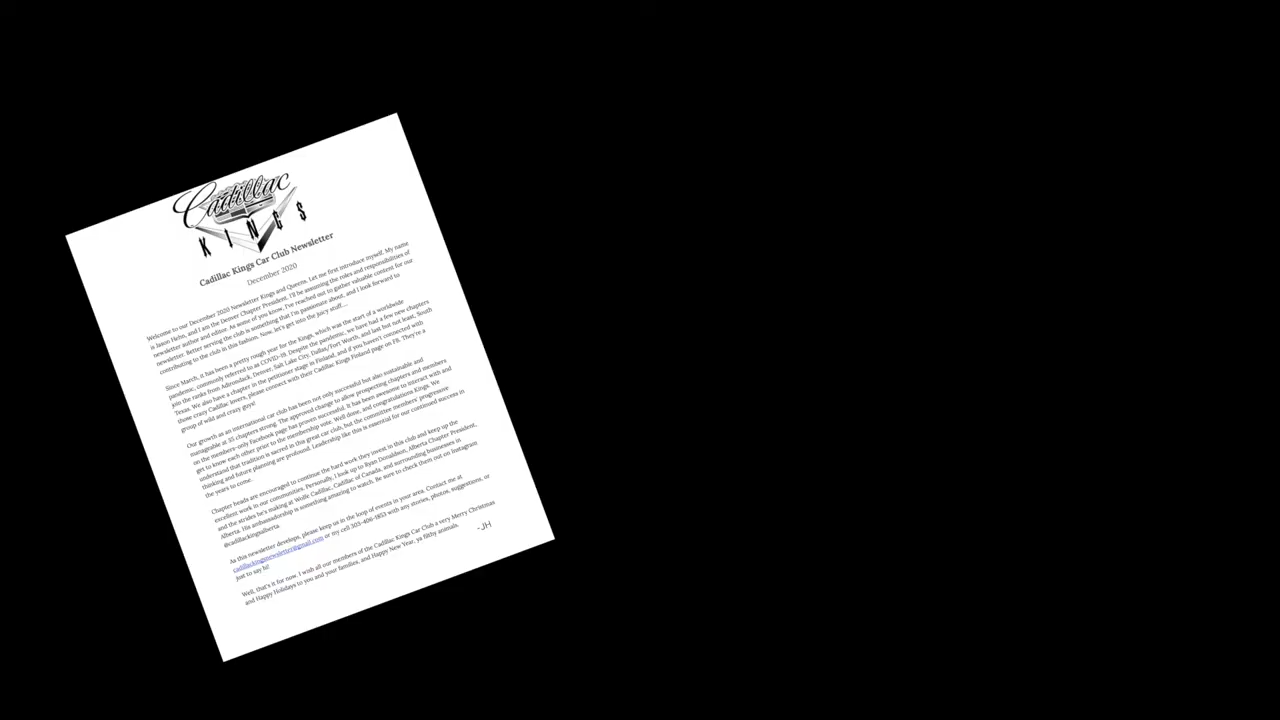 Cadillac
KINGS
Cadillac Kings Car Club Newsletter
December 2020
Welcome to our December 2020 Newsletter Kings and Queens. Let me first introduce myself. My name
is Jason Hehn, and I am the Denver Chapter President. I'll be assuming the roles and responsibilities of
newsletter author and editor. As some of you know, I've reached out to gather valuable content for our
newsletter. Better serving the club is something that I'm passionate about, and I look forward to
contributing to the club in this fashion. Now, let's get into the juicy stuff....
Since March, it has been a pretty rough year for the Kings, which was the start of a worldwide
pandemic, commonly referred to as COVID-19. Despite the pandemic, we have had a few new chapters
join the ranks from Adirondack, Denver, Salt Lake City, Dallas/Fort Worth, and last but not least, South
Texas. We also have a chapter in the petitioner stage in Finland, and if you haven't connected with
those crazy Cadillac lovers, please connect with their Cadillac Kings Finland page on FB. They're a
group of wild and crazy guys!
Our growth as an international car club has been not only successful but also sustainable and
manageable at 35 chapters strong. The approved change to allow prospecting chapters and members
on the members-only Facebook page has proven successful. It has been awesome to interact with and
get to know each other prior to the membership vote. Well done, and congratulations Kings. We
understand that tradition is sacred in this great car club, but the committee members' progressive
thinking and future planning are profound. Leadership like this is essential for our continued success in
the years to come.
Chapter heads are encouraged to continue the hard work they invest in this club and keep up the
excellent work in our communities. Personally, I look up to Ryan Donaldson, Alberta Chapter President,
and the strides he's making at Wolfe Cadillac, Cadillac of Canada, and surrounding businesses in
Alberta. His ambassadorship is something amazing to watch. Be sure to check them out on Instagram
@cadillackingsalberta.
As this newsletter develops, please keep us in the loop of events in your area. Contact me at
cadillackingsnewsletter@gmail.com or my cell 303-406-1853 with any stories, photos, suggestions, or
just to say hi!
Well, that's it for now. I wish all our members of the Cadillac Kings Car Club a very Merry Christmas
and Happy Holidays to you and your families, and Happy New Year, ya filthy animals.
-JH